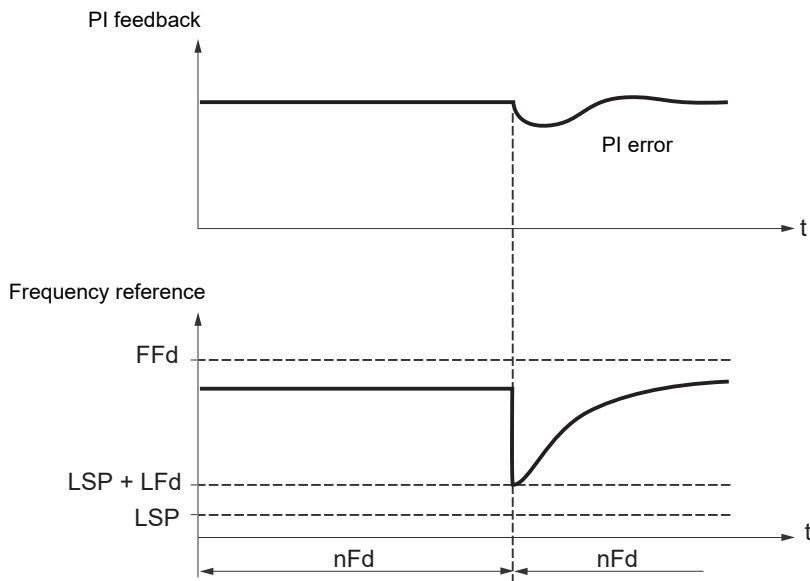 PI feedback
PI error
t
Frequency reference
FFd
LSP + LFd
LSP
t
nFd
nFd